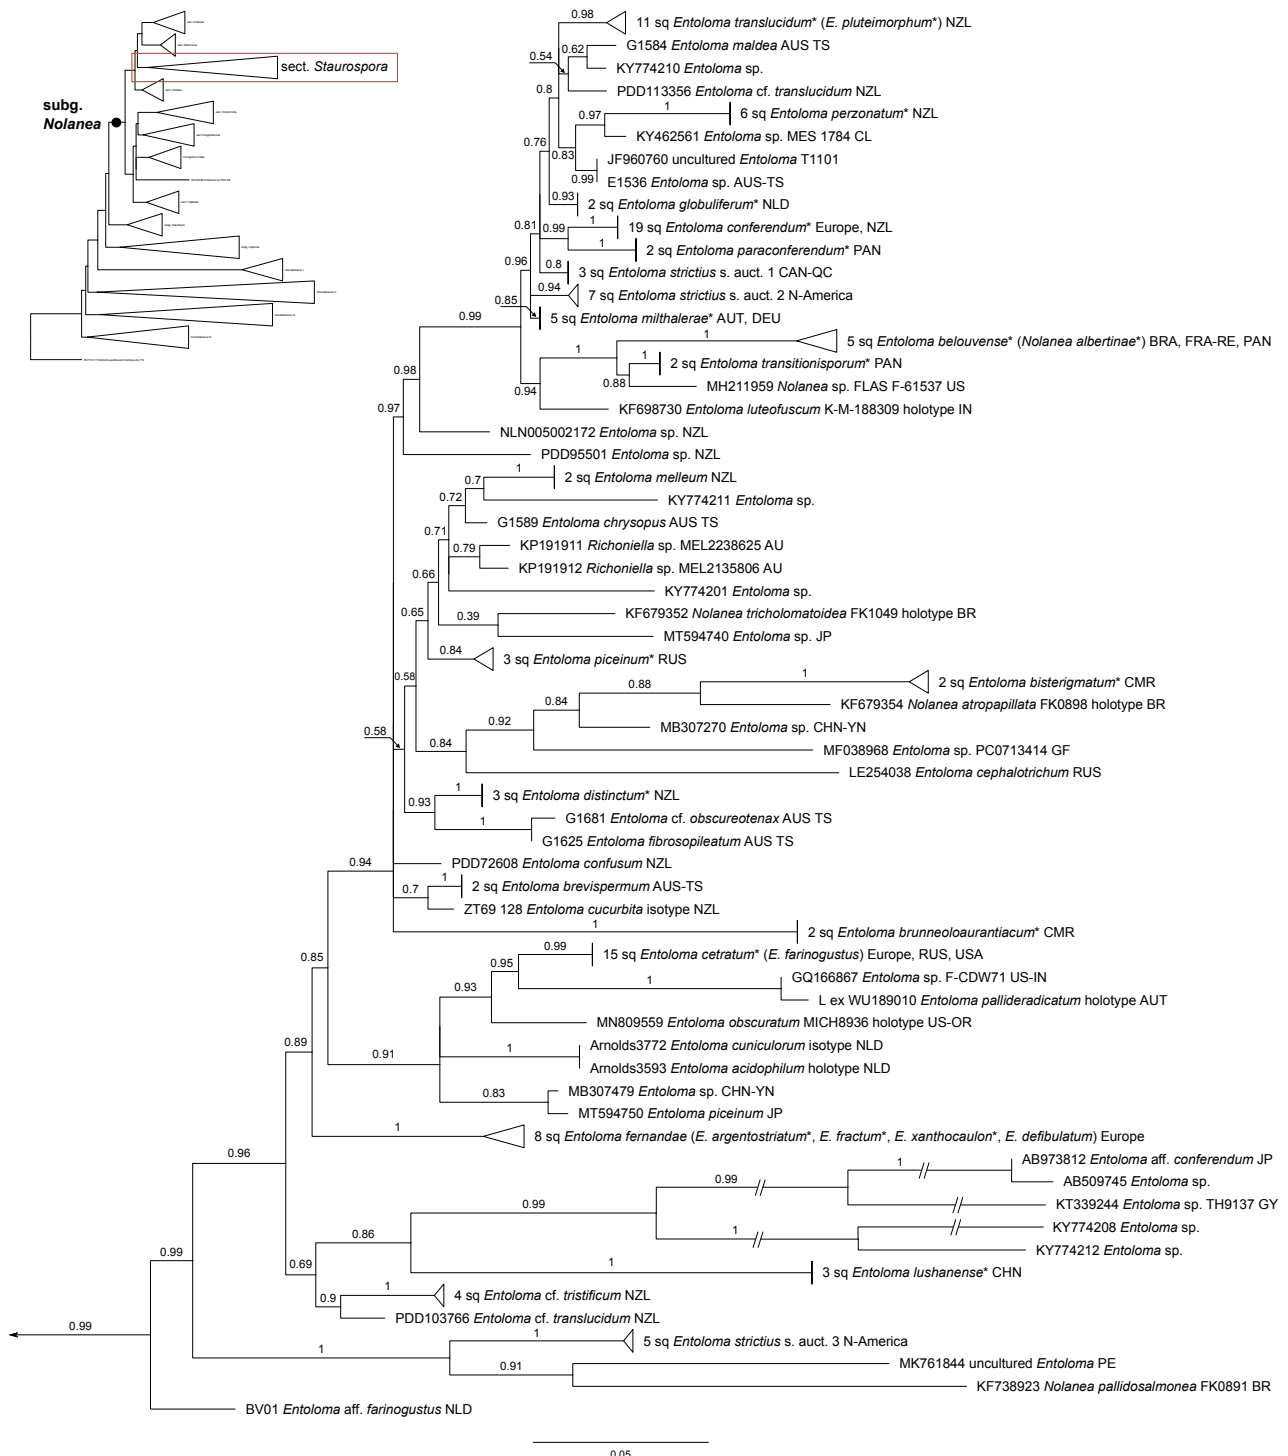 sect. Staurospora
subg.
Nolanea
0.98
11 sq Entoloma translucidum* (E. pluteimorphum*) NZL
0.62
G1584 Entoloma maldea AUS TS
0.54
KY774210 Entoloma sp.
PDD113356 Entoloma cf. translucidum NZL
0.8
1
6 sq Entoloma perzonatum* NZL
0.97
KY462561 Entoloma sp. MES 1784 CL
0.76
0.83
JF960760 uncultured Entoloma T1101
0.99
E1536 Entoloma sp. AUS-TS
0.93
2 sq Entoloma globuliferum* NLD
0.81
1
19 sq Entoloma conferendum* Europe, NZL
0.99
1
2 sq Entoloma paraconferendum* PAN
0.96
0.8
3 sq Entoloma strictius s. auct. 1 CAN-QC
0.94
7 sq Entoloma strictius s. auct. 2 N-America
0.85
5 sq Entoloma milthalerae* AUT, DEU
0.99
1
5 sq Entoloma belouvense* (Nolanea albertinae*) BRA, FRA-RE, PAN
1
1
2 sq Entoloma transitionisporum* PAN
0.98
0.88
MH211959 Nolanea sp. FLAS F-61537 US
0.94
KF698730 Entoloma luteofuscum K-M-188309 holotype IN
0.97
NLN005002172 Entoloma sp. NZL
PDD95501 Entoloma sp. NZL
1
2 sq Entoloma melleum NZL
0.7
KY774211 Entoloma sp.
0.72
G1589 Entoloma chrysopus AUS TS
0.71
KP191911 Richoniella sp. MEL2238625 AU
0.79
KP191912 Richoniella sp. MEL2135806 AU
0.66
KY774201 Entoloma sp.
0.65
0.39
KF679352 Nolanea tricholomatoidea FK1049 holotype BR
MT594740 Entoloma sp. JP
0.84
3 sq Entoloma piceinum* RUS
0.58
1
2 sq Entoloma bisterigmatum* CMR
0.88
KF679354 Nolanea atropapillata FK0898 holotype BR
0.84
MB307270 Entoloma sp. CHN-YN
0.92
0.58
MF038968 Entoloma sp. PC0713414 GF
0.84
LE254038 Entoloma cephalotrichum RUS
1
3 sq Entoloma distinctum* NZL
0.93
1
G1681 Entoloma cf. obscureotenax AUS TS
G1625 Entoloma fibrosopileatum AUS TS
0.94
PDD72608 Entoloma confusum NZL
1
2 sq Entoloma brevispermum AUS-TS
0.7
ZT69 128 Entoloma cucurbita isotype NZL
1
2 sq Entoloma brunneoloaurantiacum* CMR
0.85
0.99
15 sq Entoloma cetratum* (E. farinogustus) Europe, RUS, USA
0.95
1
GQ166867 Entoloma sp. F-CDW71 US-IN
0.93
L ex WU189010 Entoloma pallideradicatum holotype AUT
MN809559 Entoloma obscuratum MICH8936 holotype US-OR
0.89
0.91
1
Arnolds3772 Entoloma cuniculorum isotype NLD
Arnolds3593 Entoloma acidophilum holotype NLD
0.83
MB307479 Entoloma sp. CHN-YN
MT594750 Entoloma piceinum JP
1
8 sq Entoloma fernandae (E. argentostriatum*, E. fractum*, E. xanthocaulon*, E. defibulatum) Europe
0.96
1
AB973812 Entoloma aff. conferendum JP
0.99
AB509745 Entoloma sp.
KT339244 Entoloma sp. TH9137 GY
0.99
1
KY774208 Entoloma sp.
0.86
KY774212 Entoloma sp.
0.99
0.69
1
3 sq Entoloma lushanense* CHN
1
4 sq Entoloma cf. tristificum NZL
0.9
PDD103766 Entoloma cf. translucidum NZL
0.99
1
5 sq Entoloma strictius s. auct. 3 N-America
1
0.91
MK761844 uncultured Entoloma PE
KF738923 Nolanea pallidosalmonea FK0891 BR
BV01 Entoloma aff. farinogustus NLD
0.05